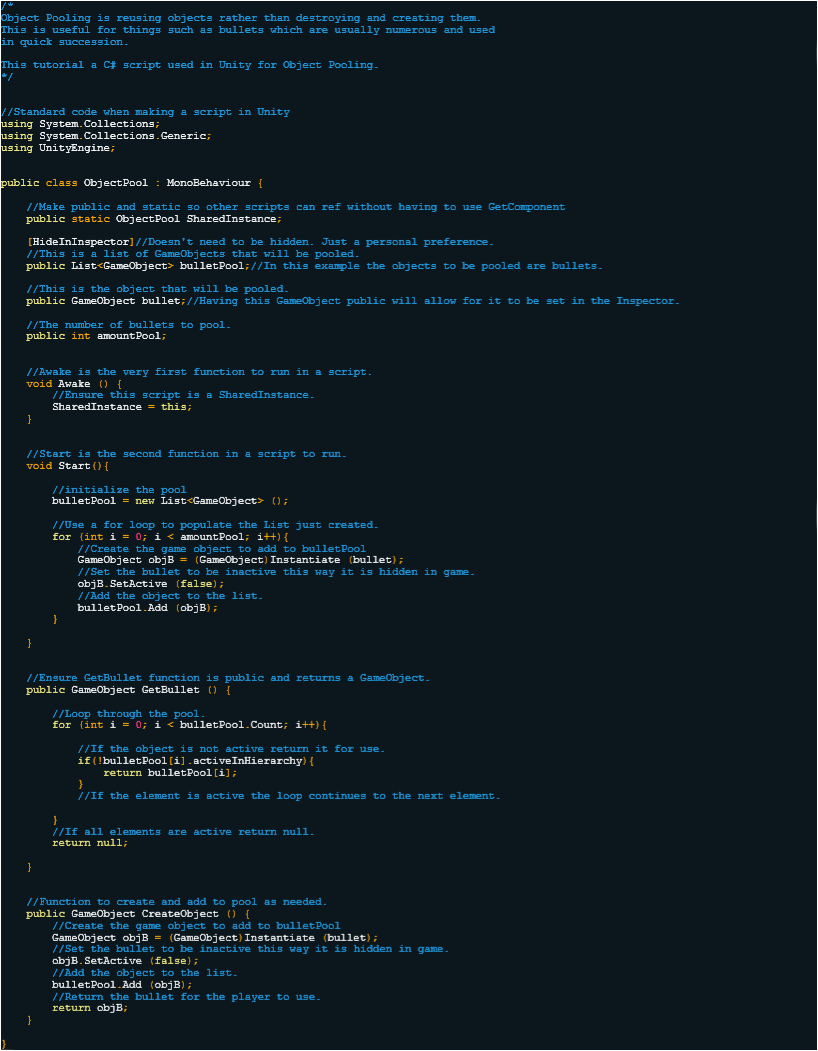 /*
Object Pooling is reusing objects rather than destroying and creating them.
This is useful for things such as bullets which are usually numerous and used
in quick succession.
This tutorial a C# script used in Unity for Object Pooling.
*/
//Standard code when making a script in Unity
using System.Collections;
using System.Collections.Generic;
using UnityEngine;
public class ObjectPool : MonoBehaviour {
//Make public and static so other scripts can ref without having to use GetComponent
public static ObjectPool SharedInstance;
[HideInInspector]//Doesn't need to be hidden. Just a personal preference.
//This is a list of GameObjects that will be pooled.
public List<GameObject> bulletPool;//In this example the objects to be pooled are bullets.
//This is the object that will be pooled.
public GameObject bullet;//Having this GameObject public will allow for it to be set in the Inspector.
//The number of bullets to pool.
public int amountPool;
//Awake is the very first function to run in a script.
void Awake () {
//Ensure this script is a SharedInstance.
SharedInstance = this;
}
//Start is the second function in a script to run.
void Start(){
//initialize the pool
bulletPool = new List<GameObject> ();
//Use a for loop to populate the List just created.
for (int i = 0; i < amountPool; i++){
//Create the game object to add to bulletPool
GameObject objB = (GameObject)Instantiate (bullet);
//Set the bullet to be inactive this way it is hidden in game.
objB.SetActive (false);
//Add the object to the list.
bulletPool.Add (objB);
}
}
//Ensure GetBullet function is public and returns a GameObject.
public GameObject GetBullet () {
//Loop through the pool.
for (int i = 0; i < bulletPool.Count; i++){
//If the object is not active return it for use.
if(!bulletPool[i].activeInHierarchy){
return bulletPool[i];
}
//If the element is active the loop continues to the next element.
}
//If all elements are active return null.
return null;
}
//Function to create and add to pool as needed.
public GameObject CreateObject () {
//Create the game object to add to bulletPool
GameObject objB = (GameObject)Instantiate (bullet);
//Set the bullet to be inactive this way it is hidden in game.
objB.SetActive (false);
//Add the object to the list.
bulletPool.Add (objB);
//Return the bullet for the player to use.
return objB;
}
}